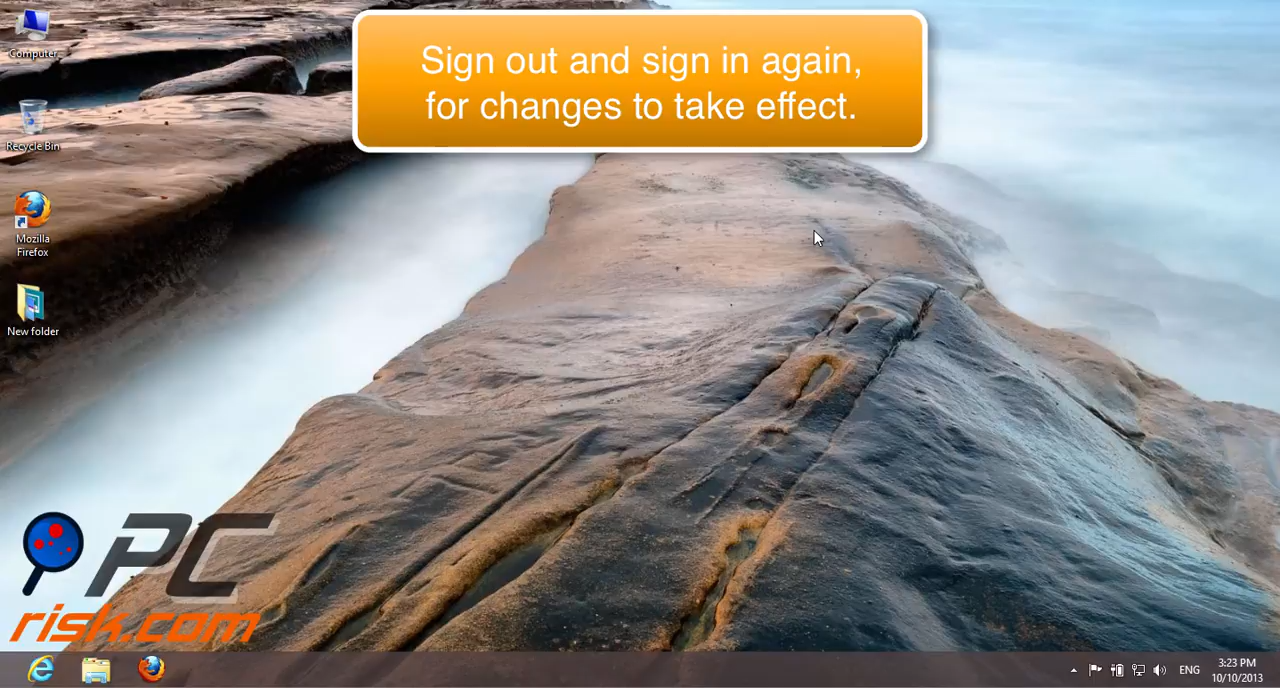 Computer
Recycle Bin
Mozilla
Firefox
New folder
Sign out and sign in again,
for changes to take effect.
PC
risk.com
ENG
3:23 PM
10/10/2013